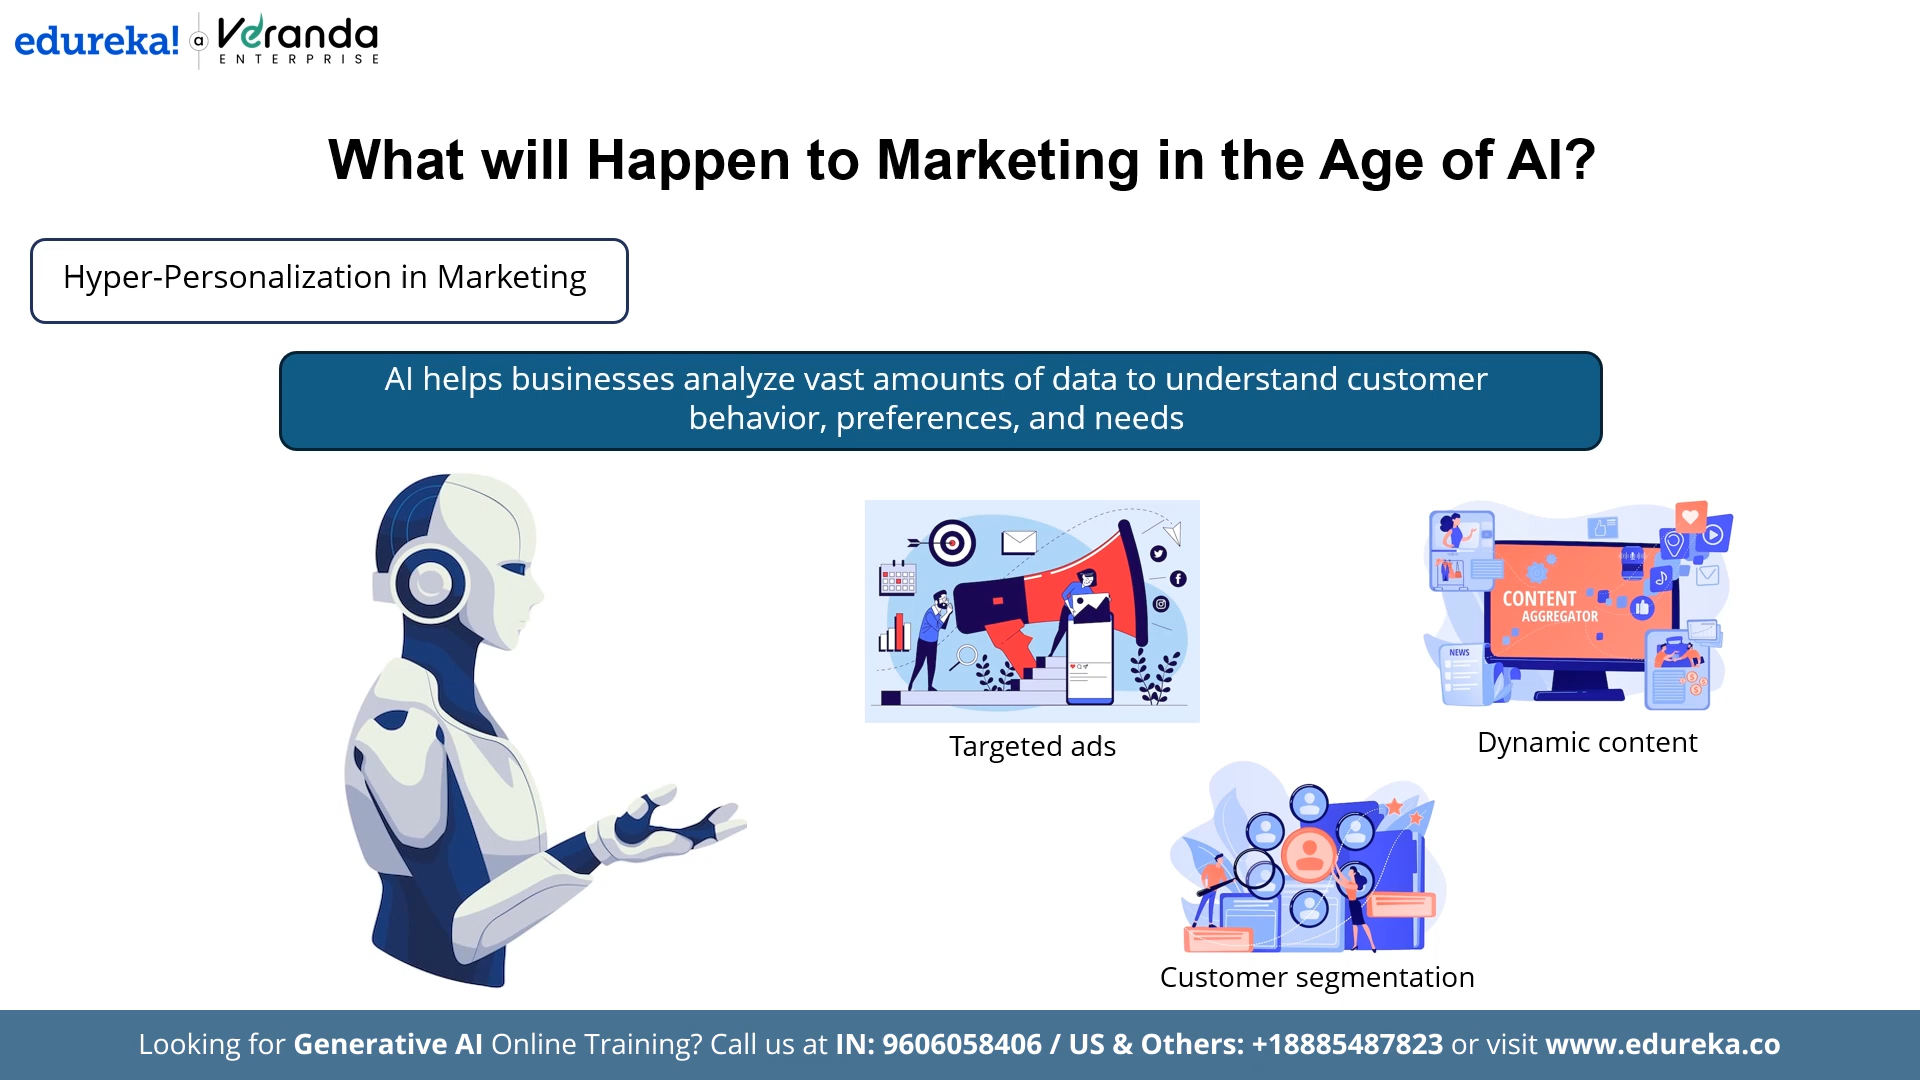 edureka! a Veranda
ENTERPRISE
What will Happen to Marketing in the Age of AI?
Hyper-Personalization in Marketing
AI helps businesses analyze vast amounts of data to understand customer
behavior, preferences, and needs
CONTENT
AGGREGATOR
NEWS
Targeted ads
Dynamic content
Customer segmentation
Looking for Generative AI Online Training? Call us at IN: 9606058406 / US & Others: +18885487823 or visit www.edureka.co